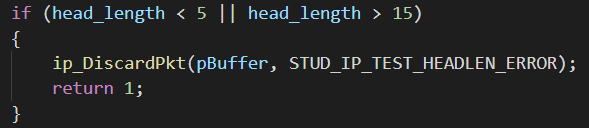 if (head_length < 5 || head_length > 15)
{
    ip_DiscardPkt(pBuffer, STUD_IP_TEST_HEADLEN_ERROR);
    return 1;
}